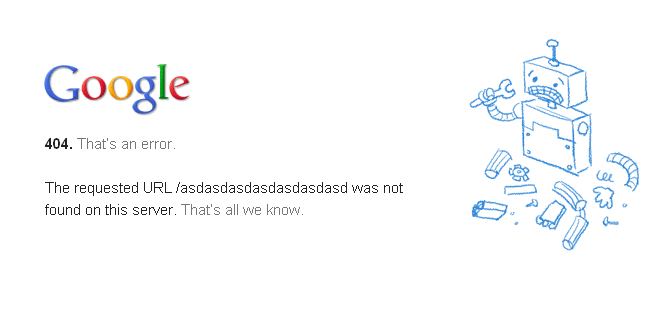 Google
404. That's an error.
The requested URL /asdasdasdasdasdasdasd was not
found on this server. That's all we know.